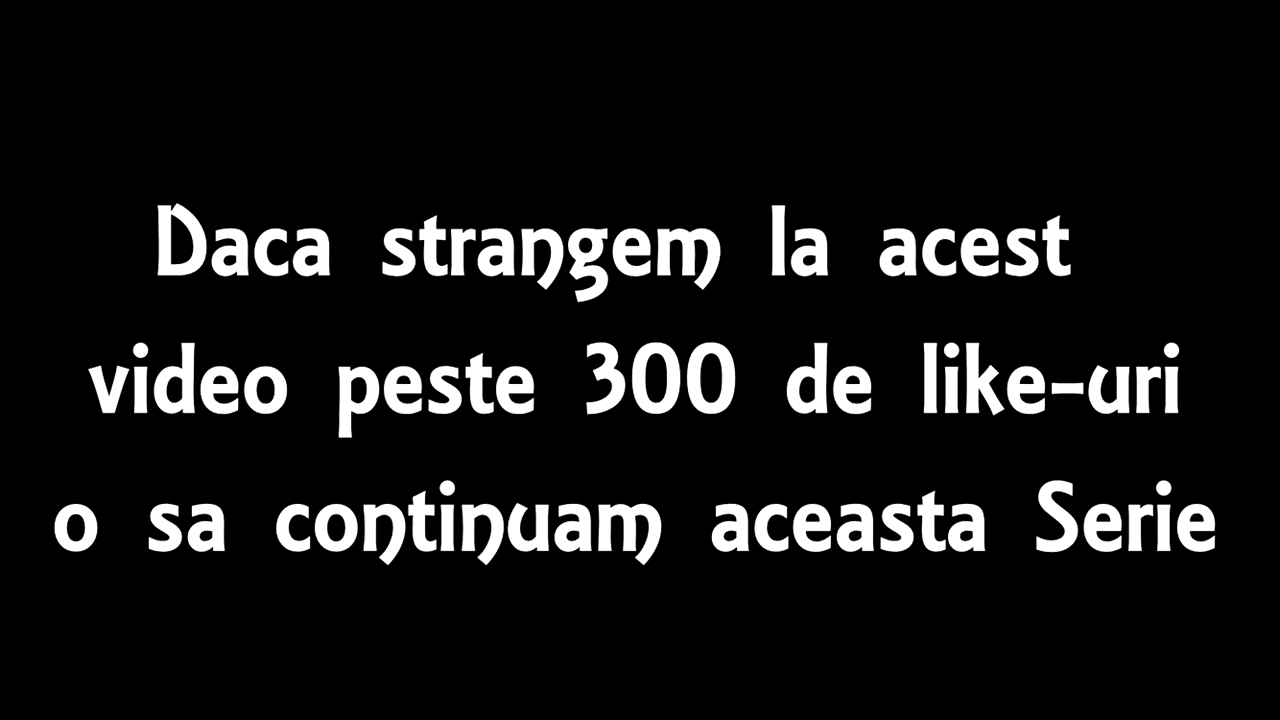 Daca strangem la acest
video peste 300 de like-uri
o sa continuam aceasta Serie